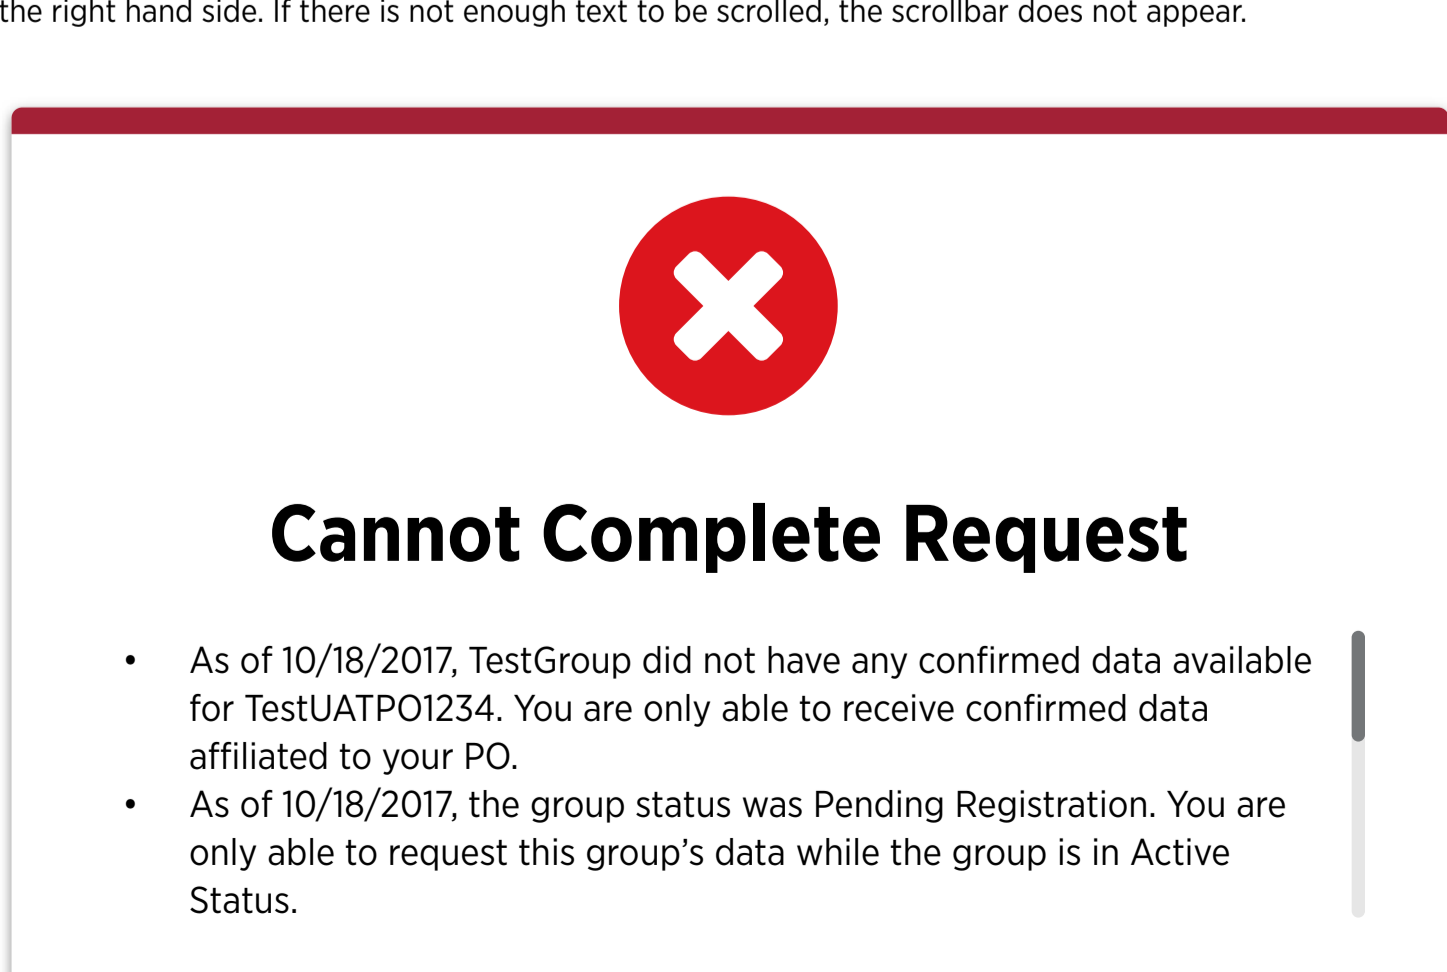 the right hand side. If there is not enough text to be scrolled, the scrollbar does not appear.
Cannot Complete Request
• As of 10/18/2017, TestGroup did not have any confirmed data available
for TestUATPO1234. You are only able to receive confirmed data
affiliated to your PO.
• As of 10/18/2017, the group status was Pending Registration. You are
only able to request this group’s data while the group is in Active
Status.